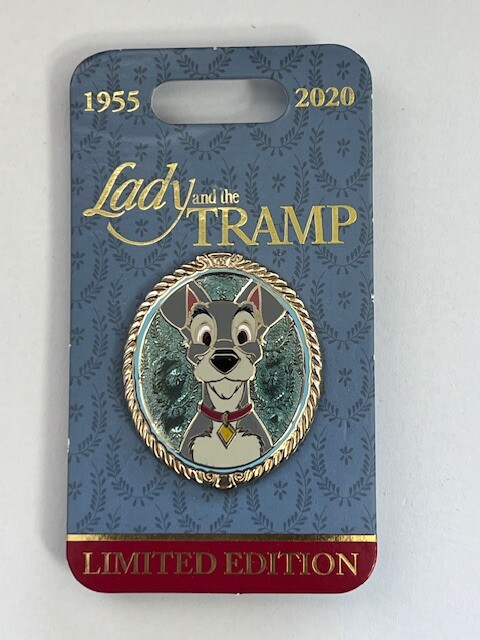 1955 2020
Lady and the
TRAMP
LIMITED EDITION